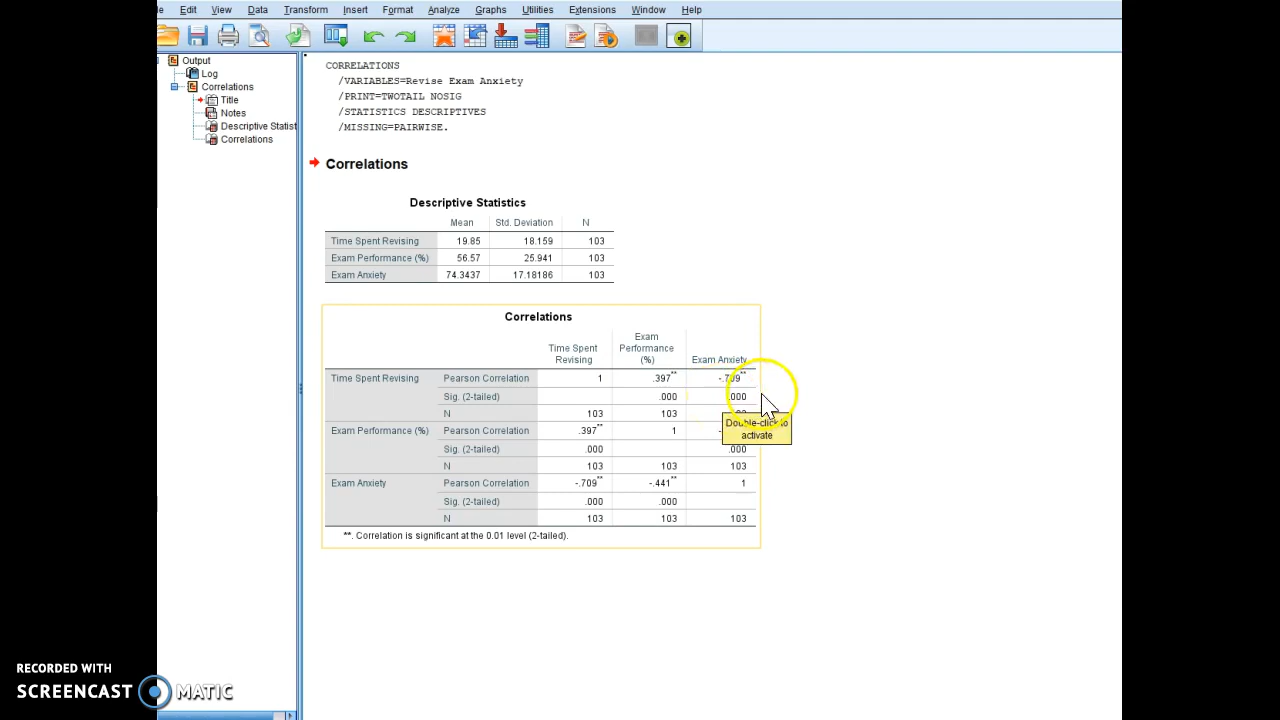 le Edit View Data Transform Insert Format Analyze Graphs Utilities Extensions Window Help
Output
Log
Correlations
Title
Notes
Descriptive Statist
Correlations
CORRELATIONS
/VARIABLES=Revise Exam Anxiety
/PRINT=TWOTAIL NOSIG
/STATISTICS DESCRIPTIVES
/MISSING=PAIRWISE.
Correlations
Descriptive Statistics
Mean Std. Deviation N
Time Spent Revising 19.85 18.159 103
Exam Performance (%) 56.57 25.941 103
Exam Anxiety 74.3437 17.18186 103
Correlations
Time Spent Revising Exam Performance (%) Exam Anxiety
Time Spent Revising Pearson Correlation 1 .397** -.709**
Sig. (2-tailed) .000 .000
N 103 103
Exam Performance (%) Pearson Correlation .397** 1
Sig. (2-tailed) .000 .000
N 103 103 103
Exam Anxiety Pearson Correlation -.709** -.441** 1
Sig. (2-tailed) .000 .000
N 103 103 103
**. Correlation is significant at the 0.01 level (2-tailed).
Double-click to
activate
RECORDED WITH
SCREENCAST MATIC